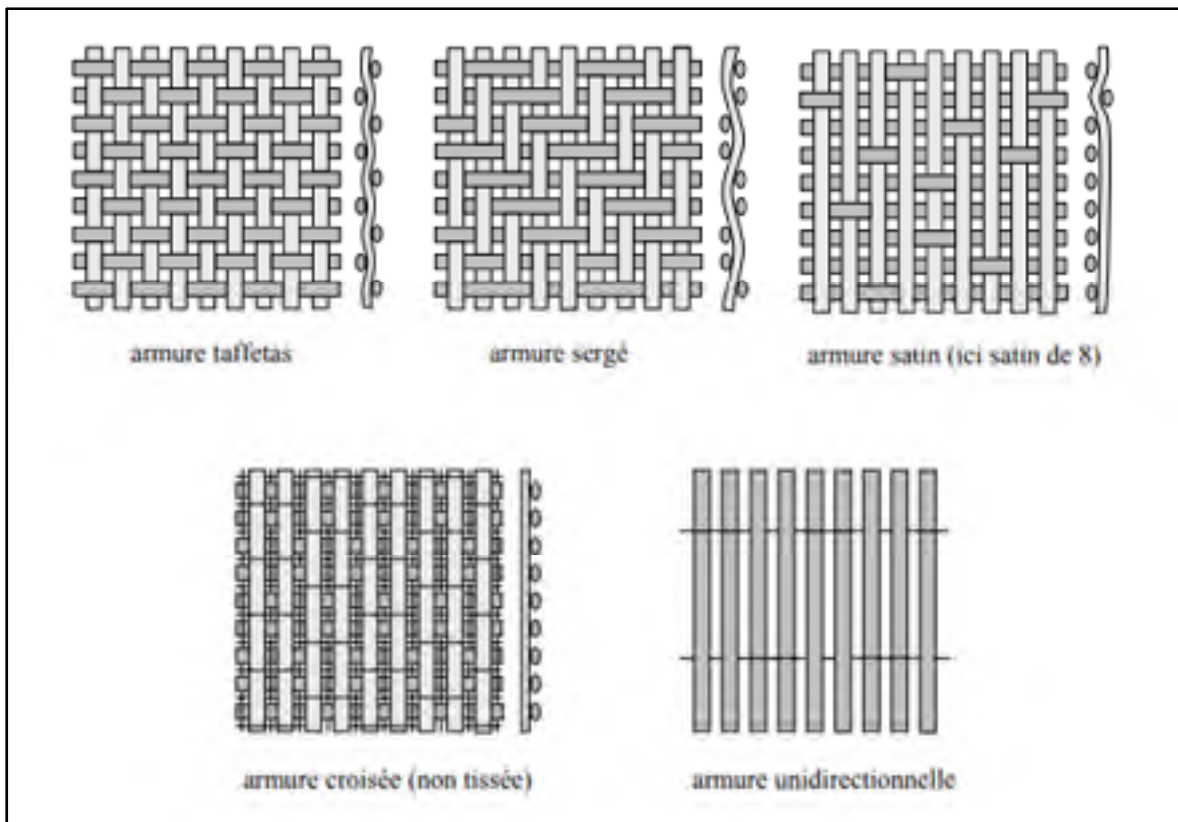 armure taffetas
armure sergé
armure satin (ici satin de 8)
armure croisée (non tissée)
armure unidirectionnelle